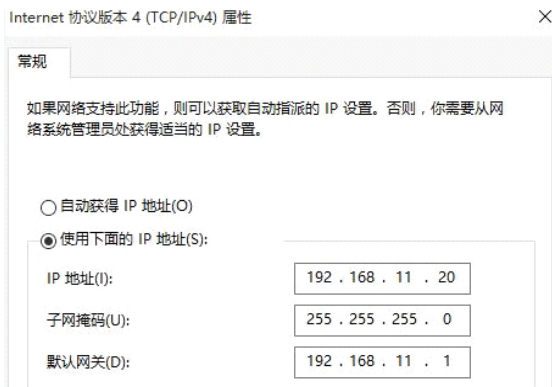 Internet 协议版本 4 (TCP/IPv4) 属性
常规
如果网络支持此功能，则可以获取自动指派的 IP 设置。否则，你需要从网
络系统管理员处获得适当的 IP 设置。
自动获得 IP 地址(O)
使用下面的 IP 地址(S):
IP 地址(I): 192 . 168 . 11 . 20
子网掩码(U): 255 . 255 . 255 . 0
默认网关(D): 192 . 168 . 11 . 1